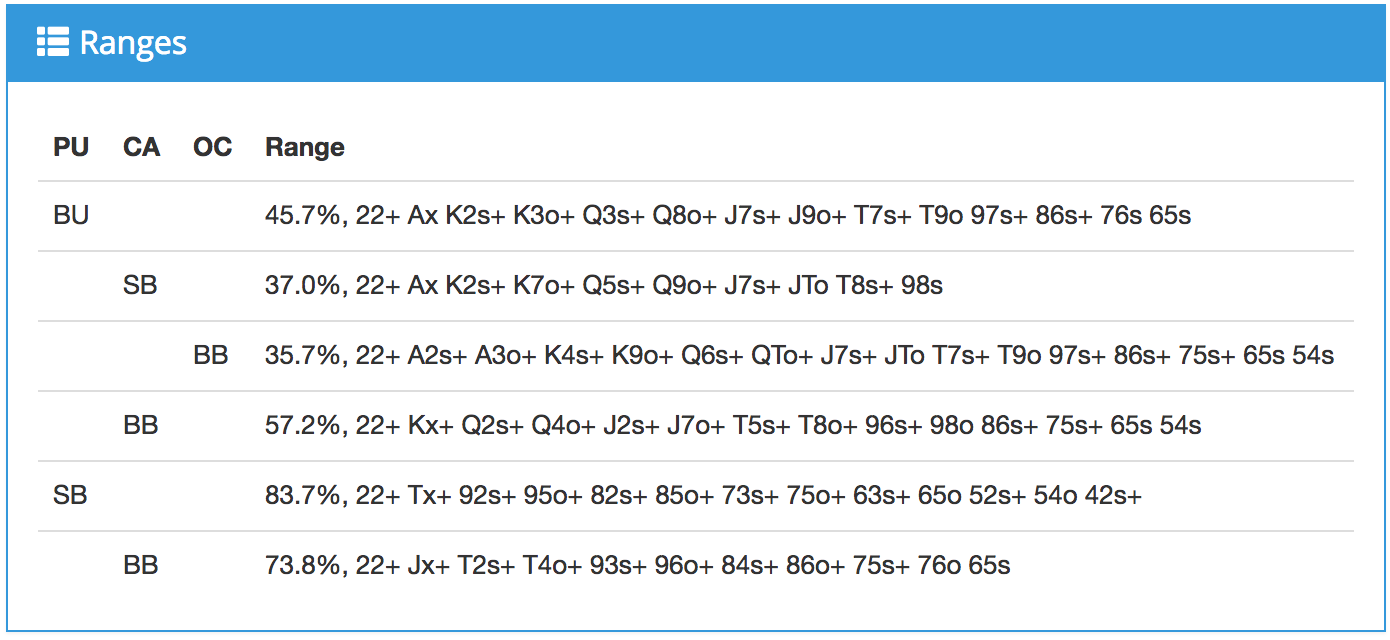 Ranges
PU CA OC Range
BU 45.7%, 22+ Ax K2s+ K3o+ Q3s+ Q8o+ J7s+ J9o+ T7s+ T9o 97s+ 86s+ 76s 65s
SB 37.0%, 22+ Ax K2s+ K7o+ Q5s+ Q9o+ J7s+ JTo T8s+ 98s
BB 35.7%, 22+ A2s+ A3o+ K4s+ K9o+ Q6s+ QTo+ J7s+ JTo T7s+ T9o 97s+ 86s+ 75s+ 65s 54s
BB 57.2%, 22+ Kx+ Q2s+ Q4o+ J2s+ J7o+ T5s+ T8o+ 96s+ 98o 86s+ 75s+ 65s 54s
SB 83.7%, 22+ Tx+ 92s+ 95o+ 82s+ 85o+ 73s+ 75o+ 63s+ 65o 52s+ 54o 42s+
BB 73.8%, 22+ Jx+ T2s+ T4o+ 93s+ 96o+ 84s+ 86o+ 75s+ 76o 65s